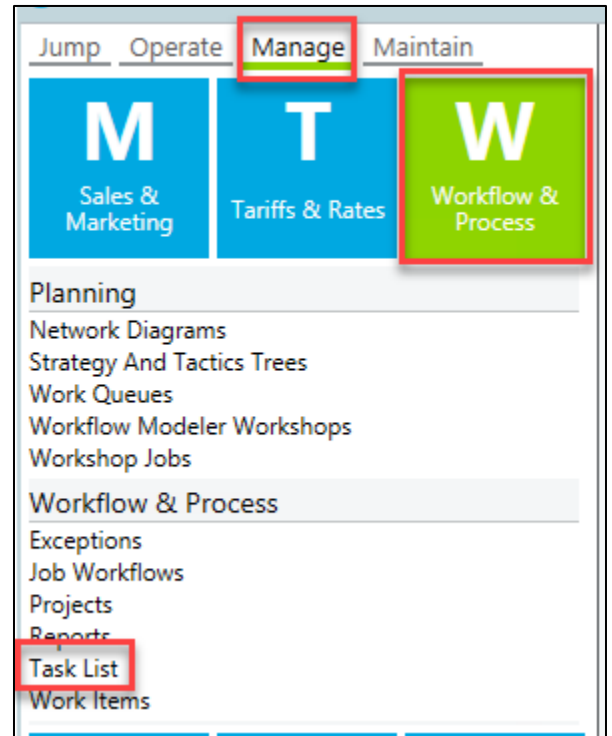 Jump Operate Manage Maintain
M T W
Sales & Marketing
Tariffs & Rates
Workflow & Process
Planning
Network Diagrams
Strategy And Tactics Trees
Work Queues
Workflow Modeler Workshops
Workshop Jobs
Workflow & Process
Exceptions
Job Workflows
Projects
Reports
Task List
Work Items